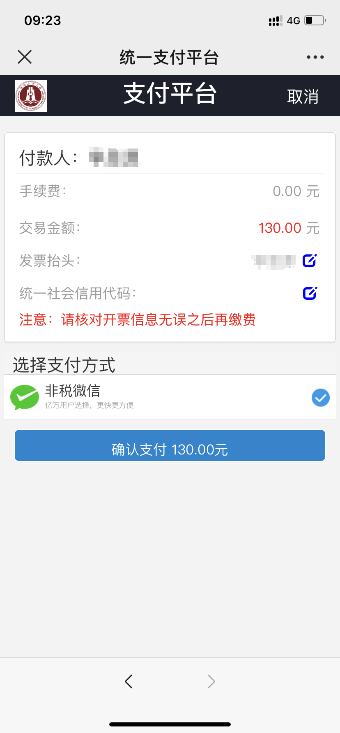 09:23
4G
统一支付平台
支付平台
取消
付款人:
手续费:
0.00 元
交易金额:
130.00 元
发票抬头:
统一社会信用代码:
注意: 请核对开票信息无误之后再缴费
选择支付方式
非税微信
亿万用户选择, 更快更方便
确认支付 130.00元